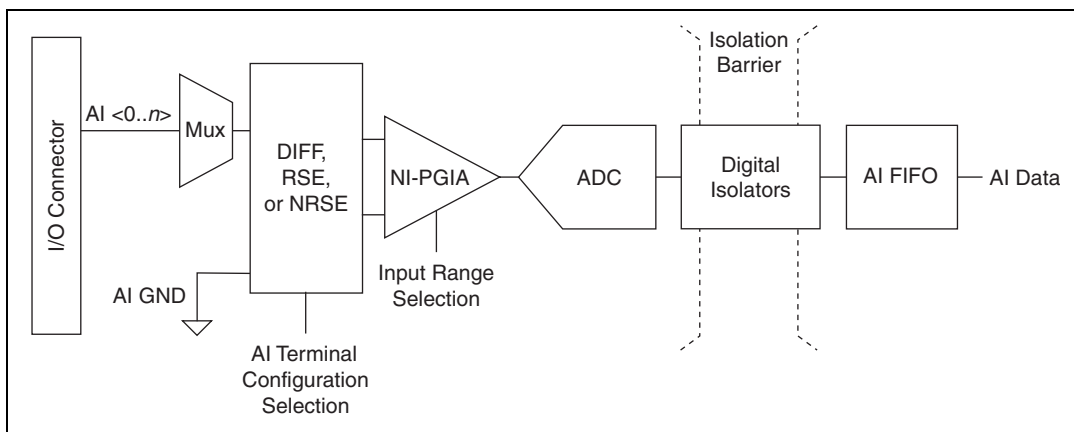 I/O Connector
AI <0..n>
Mux
DIFF,
RSE,
or NRSE
NI-PGIA
ADC
Isolation
Barrier
Digital
Isolators
AI FIFO
AI Data
AI GND
Input Range
Selection
AI Terminal
Configuration
Selection